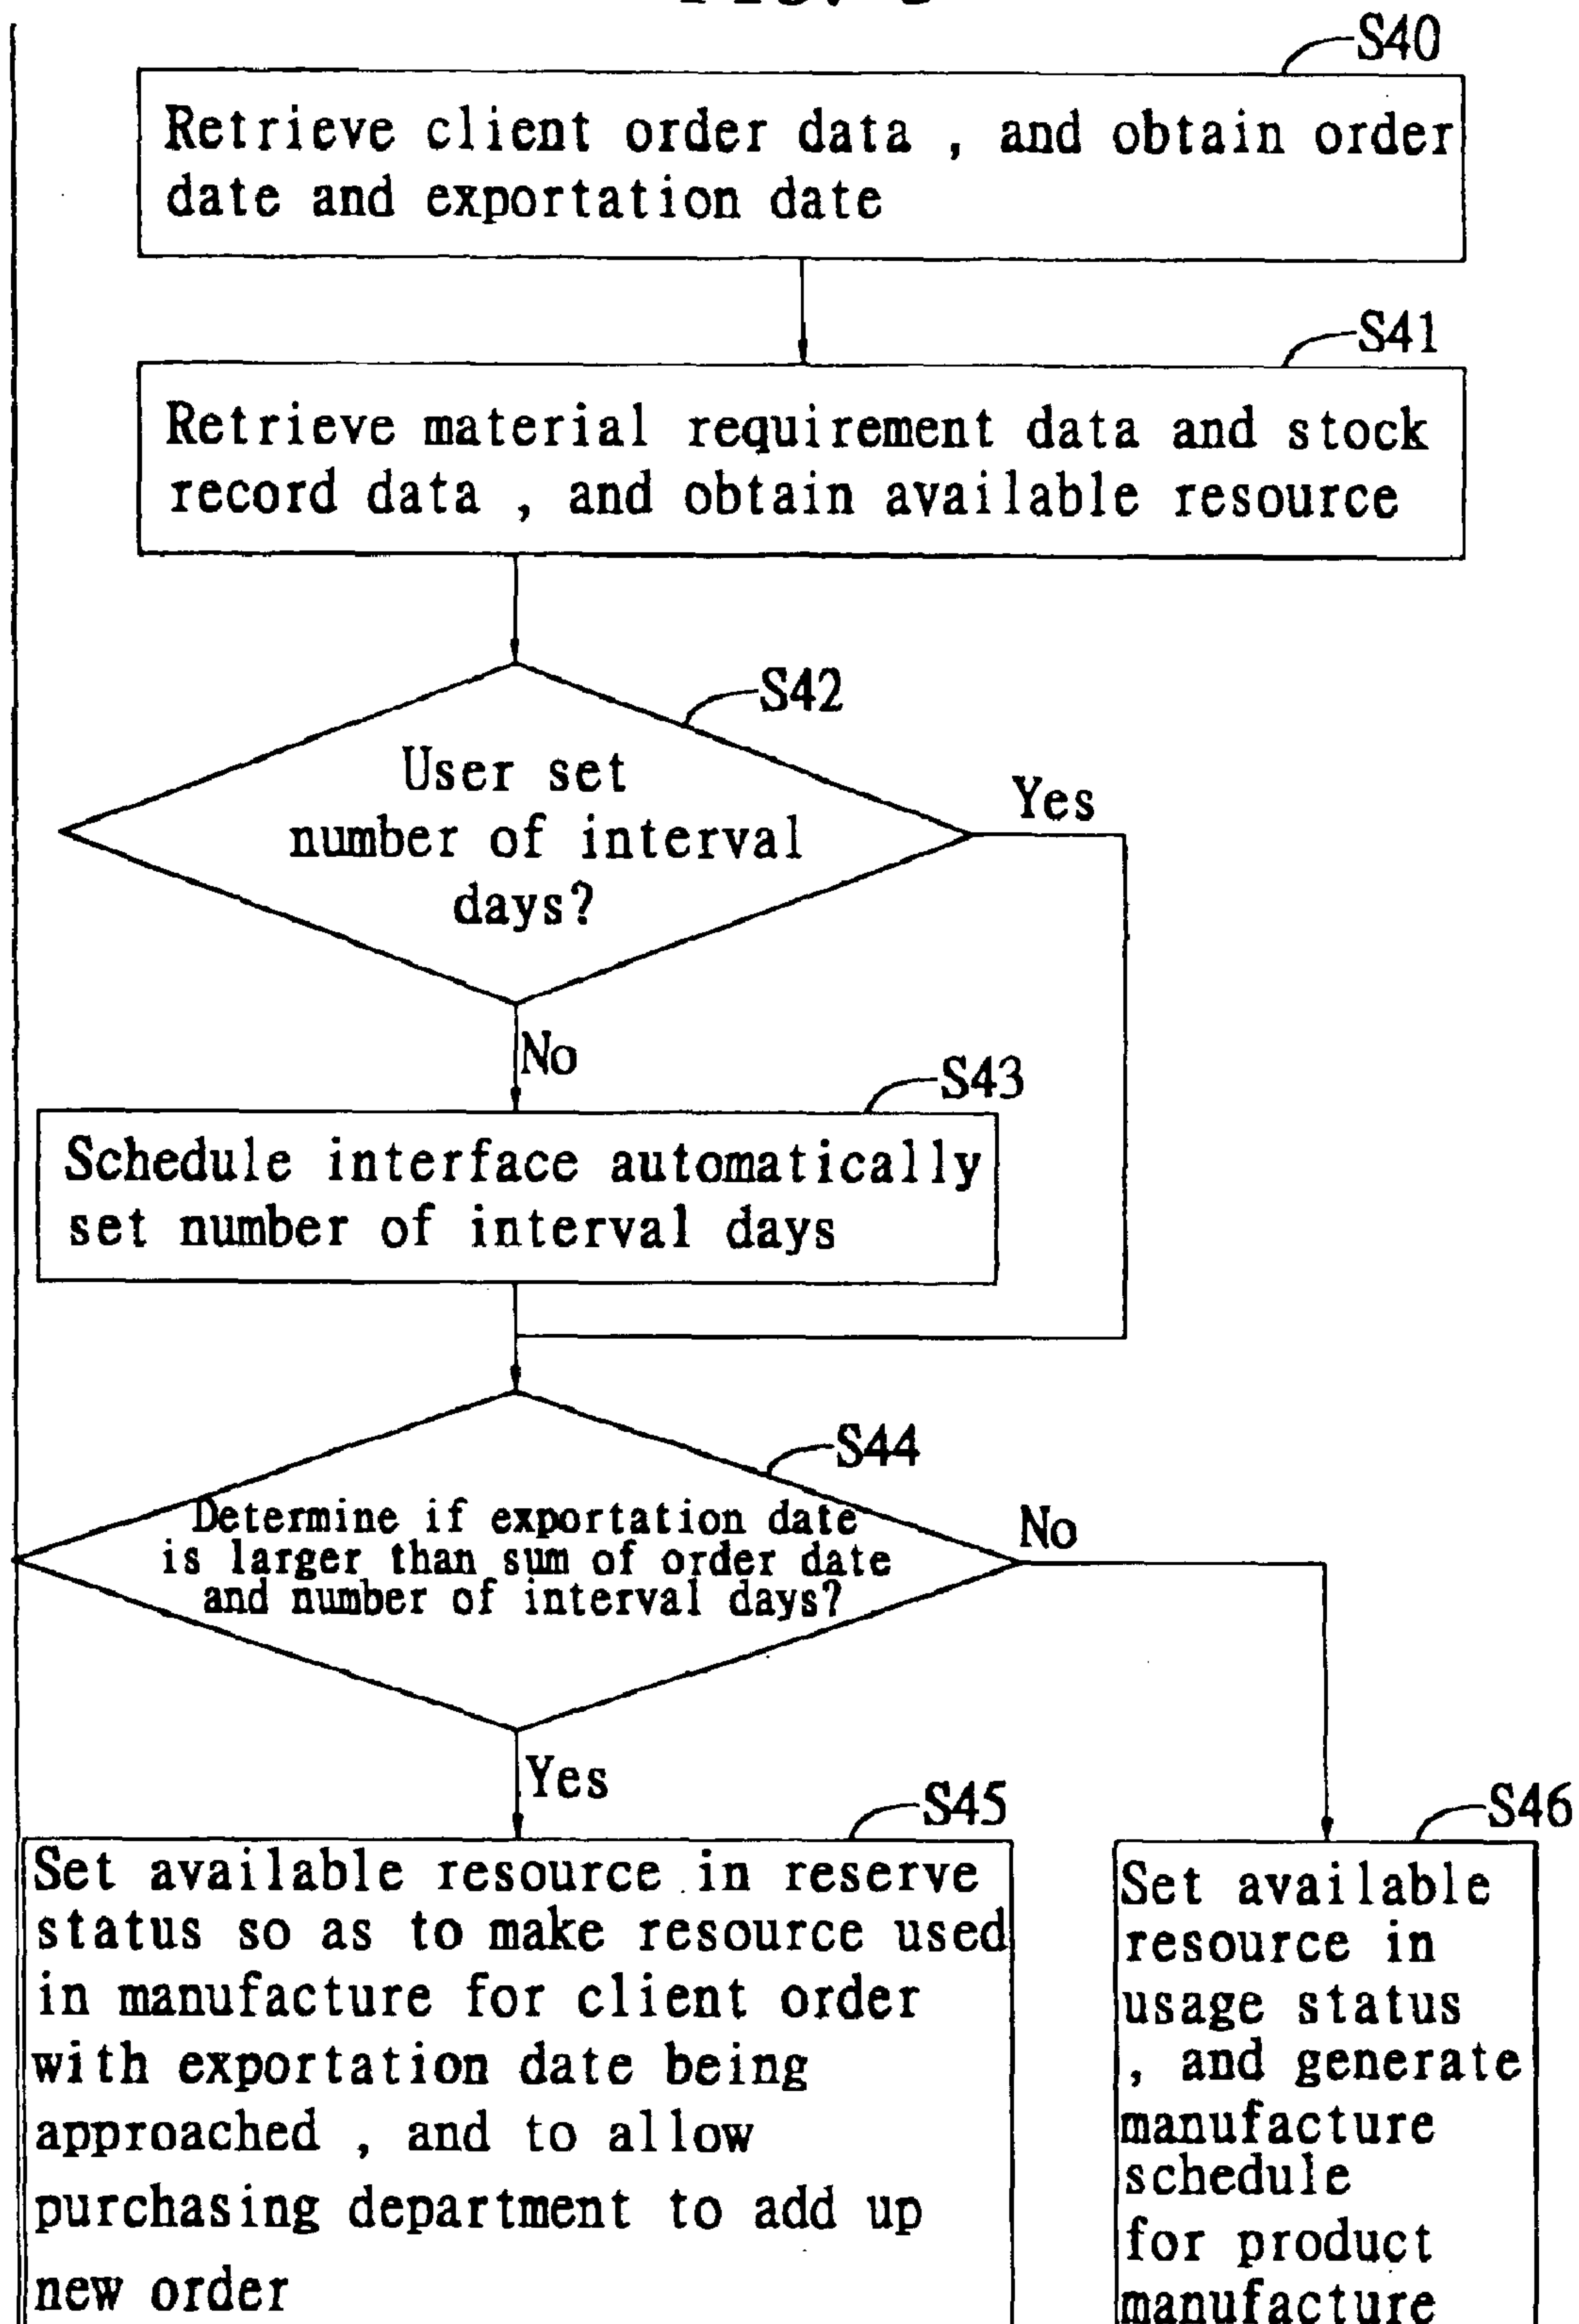 S40
Retrieve client order data , and obtain order
date and exportation date
S41
Retrieve material requirement data and stock
record data , and obtain available resource
S42
User set
number of interval
days?
Yes
No
S43
Schedule interface automatically
set number of interval days
S44
Determine if exportation date
is larger than sum of order date
and number of interval days?
No
Yes
S45
Set available resource in reserve
status so as to make resource used
in manufacture for client order
with exportation date being
approached , and to allow
purchasing department to add up
new order
S46
Set available
resource in
usage status
, and generate
manufacture
schedule
for product
manufacture